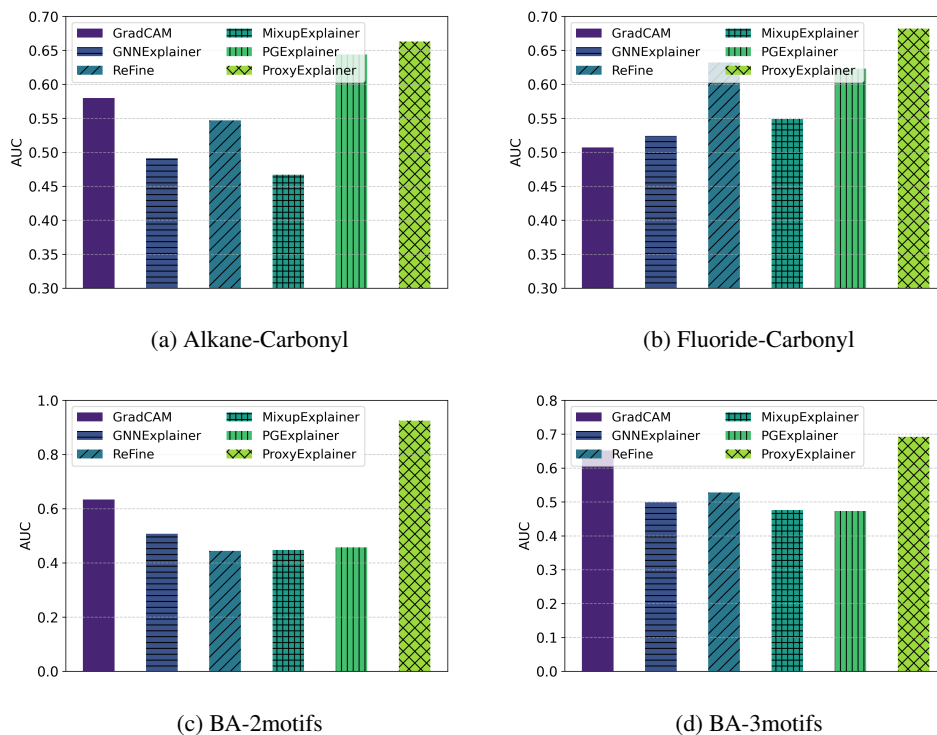 0.70
0.65
0.60
0.55
0.50
0.45
0.40
0.35
0.30
AUC
GradCAM
GNNExplainer
ReFine
MixupExplainer
PGExplainer
ProxyExplainer
(a) Alkane-Carbonyl
0.70
0.65
0.60
0.55
0.50
0.45
0.40
0.35
0.30
AUC
GradCAM
GNNExplainer
ReFine
MixupExplainer
PGExplainer
ProxyExplainer
(b) Fluoride-Carbonyl
1.0
0.8
0.6
0.4
0.2
0.0
AUC
GradCAM
GNNExplainer
ReFine
MixupExplainer
PGExplainer
ProxyExplainer
(c) BA-2motifs
0.8
0.7
0.6
0.5
0.4
0.3
0.2
0.1
0.0
AUC
GradCAM
GNNExplainer
ReFine
MixupExplainer
PGExplainer
ProxyExplainer
(d) BA-3motifs